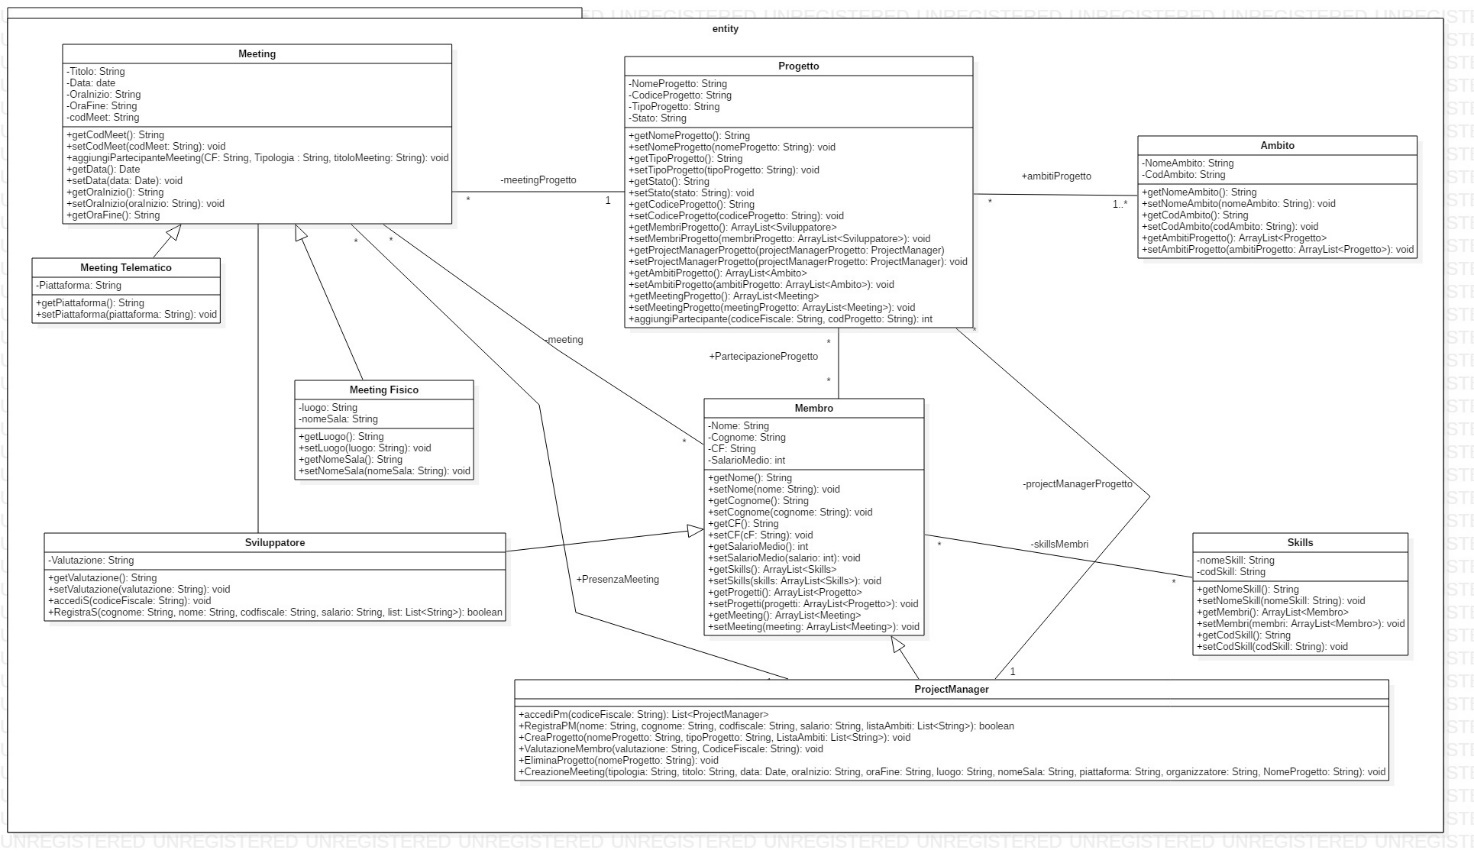 entity
Meeting
-Titolo: String
-Data: date
-OraInizio: String
-OraFine: String
-codMeet: String
+getCodMeet(): String
+setCodMeet(codMeet: String): void
+aggiungiPartecipanteMeeting(CF: String, Tipologia : String, titoloMeeting: String): void
+getData(): Date
+setData(data: Date): void
+getOraInizio(): String
+setOraInizio(oraInizio: String): void
+getOraFine(): String
Progetto
-NomeProgetto: String
-CodiceProgetto: String
-TipoProgetto: String
-Stato: String
+getNomeProgetto(): String
+setNomeProgetto(nomeProgetto: String): void
+getTipoProgetto(): String
+setTipoProgetto(tipoProgetto: String): void
+getStato(): String
+setStato(stato: String): void
+getCodiceProgetto(): String
+setCodiceProgetto(codiceProgetto: String): void
+getMembriProgetto(): ArrayList<Sviluppatore>
+setMembriProgetto(membriProgetto: ArrayList<Sviluppatore>): void
+getProjectManagerProgetto(projectManagerProgetto: ProjectManager)
+setProjectManagerProgetto(projectManagerProgetto: ProjectManager): void
+getAmbitiProgetto(): ArrayList<Ambito>
+setAmbitiProgetto(ambitiProgetto: ArrayList<Ambito>): void
+getMeetingProgetto(): ArrayList<Meeting>
+setMeetingProgetto(meetingProgetto: ArrayList<Meeting>): void
+aggiungiPartecipante(codiceFiscale: String, codProgetto: String): int
Ambito
-NomeAmbito: String
-CodAmbito: String
+getNomeAmbito(): String
+setNomeAmbito(nomeAmbito: String): void
+getCodAmbito(): String
+setCodAmbito(codAmbito: String): void
+getAmbitiProgetto(): ArrayList<Progetto>
+setAmbitiProgetto(ambitiProgetto: ArrayList<Progetto>): void
-meetingProgetto
*
1
+ambitiProgetto
*
1..*
Meeting Telematico
-Piattaforma: String
+getPiattaforma(): String
+setPiattaforma(piattaforma: String): void
*
*
-meeting
*
*
+PartecipazioneProgetto
*
*
Meeting Fisico
-luogo: String
-nomeSala: String
+getLuogo(): String
+setLuogo(luogo: String): void
+getNomeSala(): String
+setNomeSala(nomeSala: String): void
Membro
-Nome: String
-Cognome: String
-CF: String
-SalarioMedio: int
+getNome(): String
+setNome(nome: String): void
+getCognome(): String
+setCognome(cognome: String): void
+getCF(): String
+setCF(cF: String): void
+getSalarioMedio(): int
+setSalarioMedio(salario: int): void
+getSkills(): ArrayList<Skills>
+setSkills(skills: ArrayList<Skills>): void
+getProgetti(): ArrayList<Progetto>
+setProgetti(progetti: ArrayList<Progetto>): void
+getMeeting(): ArrayList<Meeting>
+setMeeting(meeting: ArrayList<Meeting>): void
-projectManagerProgetto
Sviluppatore
-Valutazione: String
+getValutazione(): String
+setValutazione(valutazione: String): void
+accediS(codiceFiscale: String): void
+RegistraS(cognome: String, nome: String, codfiscale: String, salario: String, list: List<String>): boolean
+PresenzaMeeting
-skillsMembri
*
*
Skills
-nomeSkill: String
-codSkill: String
+getNomeSkill(): String
+setNomeSkill(nomeSkill: String): void
+getMembri(): ArrayList<Membro>
+setMembri(membri: ArrayList<Membro>): void
+getCodSkill(): String
+setCodSkill(codSkill: String): void
*
1
ProjectManager
+accediPm(codiceFiscale: String): List<ProjectManager>
+RegistraPM(nome: String, cognome: String, codfiscale: String, salario: String, listaAmbiti: List<String>): boolean
+CreaProgetto(nomeProgetto: String, tipoProgetto: String, ListaAmbiti: List<String>): void
+ValutazioneMembro(valutazione: String, CodiceFiscale: String): void
+EliminaProgetto(nomeProgetto: String): void
+CreazioneMeeting(tipologia: String, titolo: String, data: Date, oraInizio: String, oraFine: String, luogo: String, nomeSala: String, piattaforma: String, organizzatore: String, NomeProgetto: String): void
UNREGISTERED UNREGISTERED UNREGISTERED UNREGISTERED UNREGISTERED UNREGISTERED UNREGISTERED UNREGISTERED UNREGISTERED